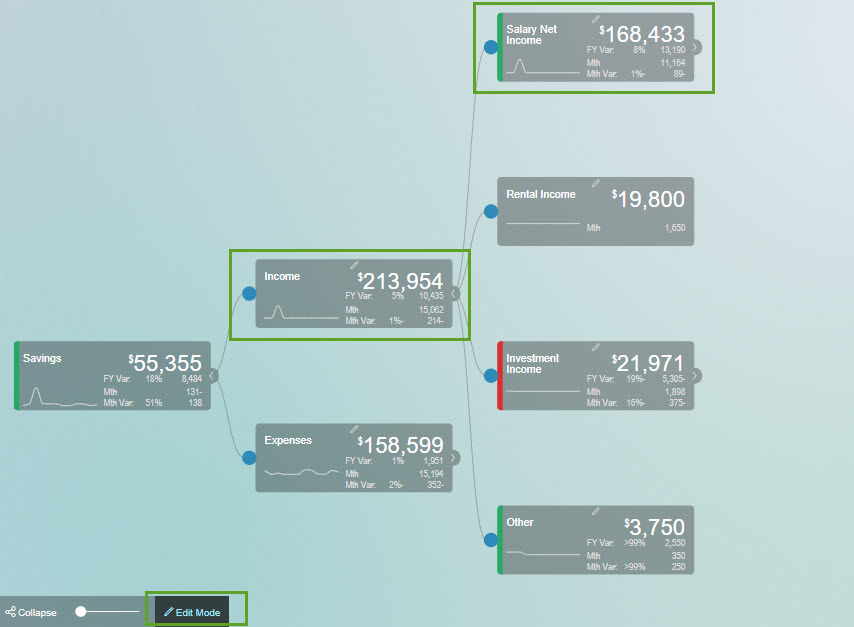 Salary Net
Income
$168,433
FY Var: 8% 13,190
Mth 11,164
Mth Var: 1%- 89-
Rental Income
$19,800
Mth 1,650
Income
$213,954
FY Var: 5% 10,435
Mth 15,062
Mth Var: 1%- 214-
Savings
$55,355
FY Var: 18% 8,484
Mth 131-
Mth Var: 51% 138
Investment
Income
$21,971
FY Var: 19%- 5,305-
Mth 1,898
Mth Var: 16%- 375-
Expenses
$158,599
FY Var: 1% 1,951
Mth 15,194
Mth Var: 2%- 352-
Other
$3,750
FY Var: >99% 2,550
Mth 350
Mth Var: >99% 250
Collapse
Edit Mode